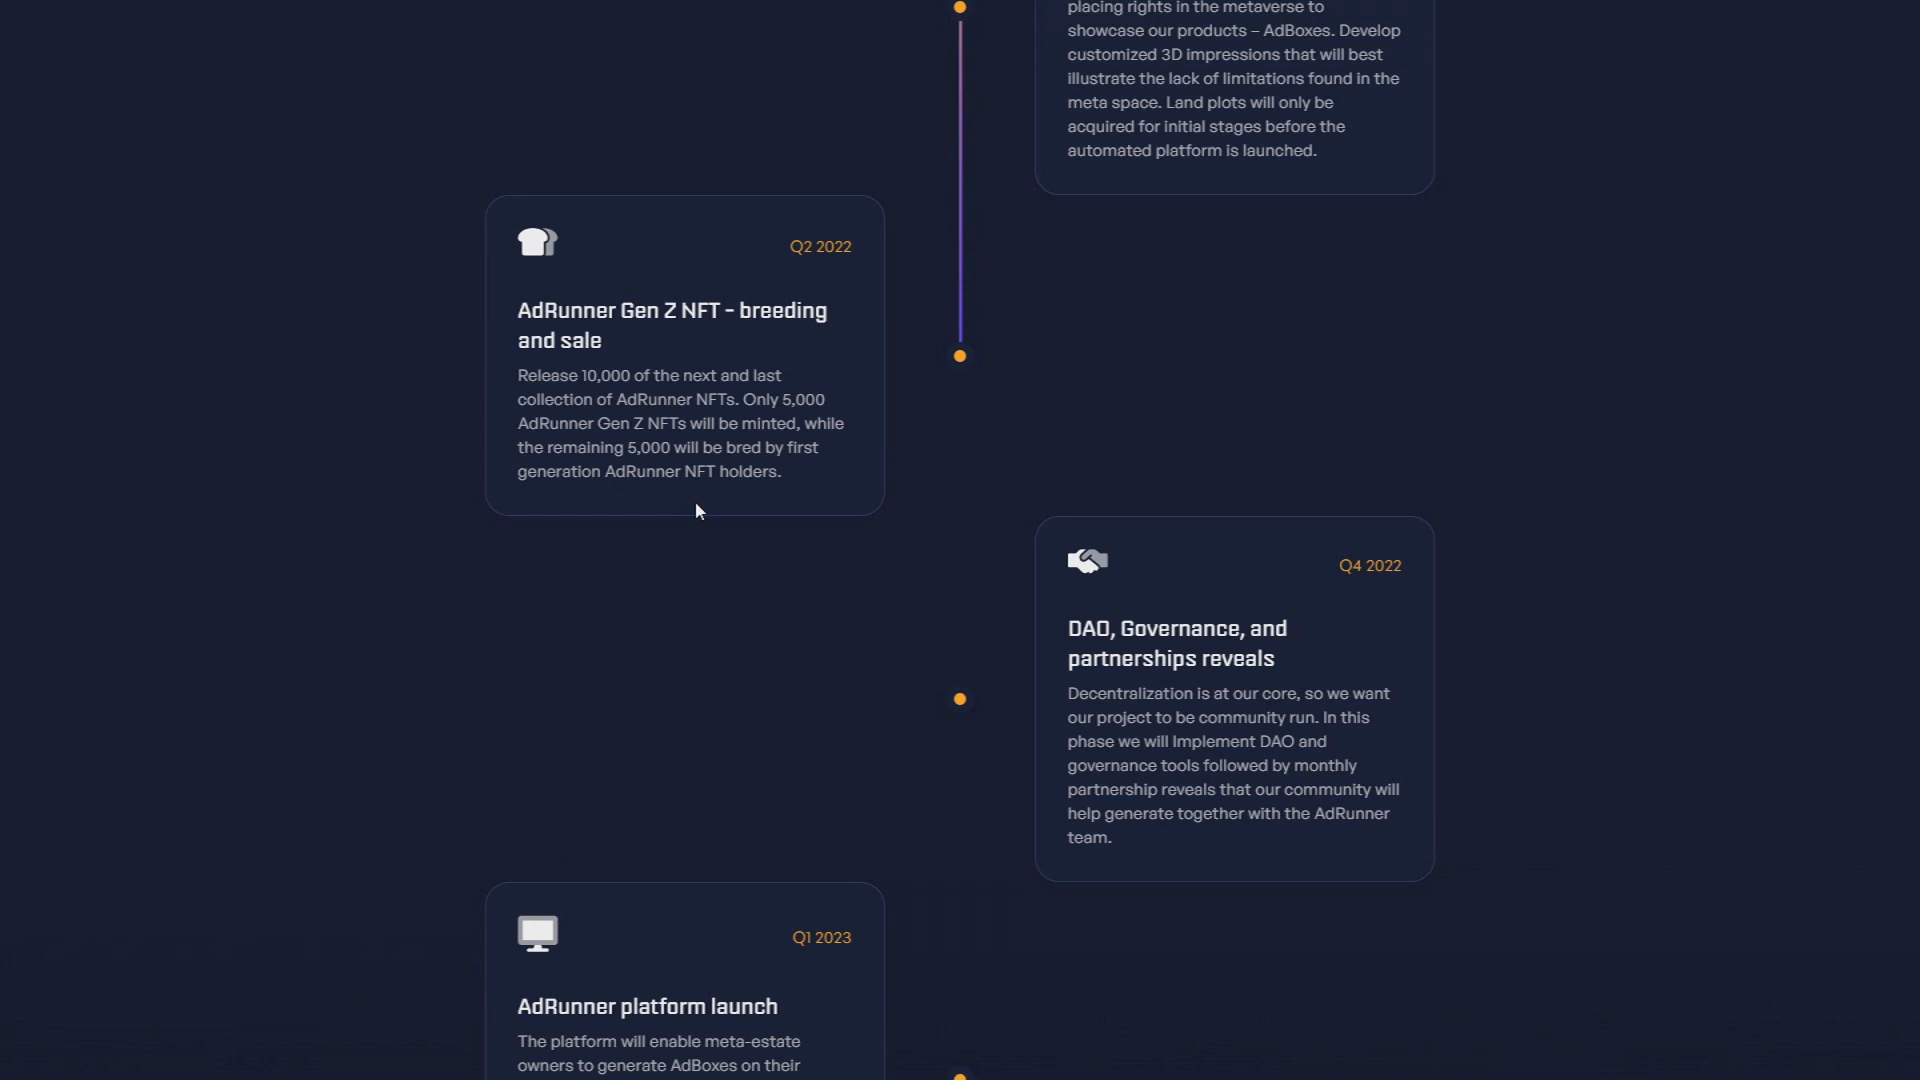 placing rights in the metaverse to
showcase our products – AdBoxes. Develop
customized 3D impressions that will best
illustrate the lack of limitations found in the
meta space. Land plots will only be
acquired for initial stages before the
automated platform is launched.
Q2 2022
AdRunner Gen Z NFT – breeding
and sale
Release 10,000 of the next and last
collection of AdRunner NFTs. Only 5,000
AdRunner Gen Z NFTs will be minted, while
the remaining 5,000 will be bred by first
generation AdRunner NFT holders.
Q4 2022
DAO, Governance, and
partnerships reveals
Decentralization is at our core, so we want
our project to be community run. In this
phase we will Implement DAO and
governance tools followed by monthly
partnership reveals that our community will
help generate together with the AdRunner
team.
Q1 2023
AdRunner platform launch
The platform will enable meta-estate
owners to generate AdBoxes on their